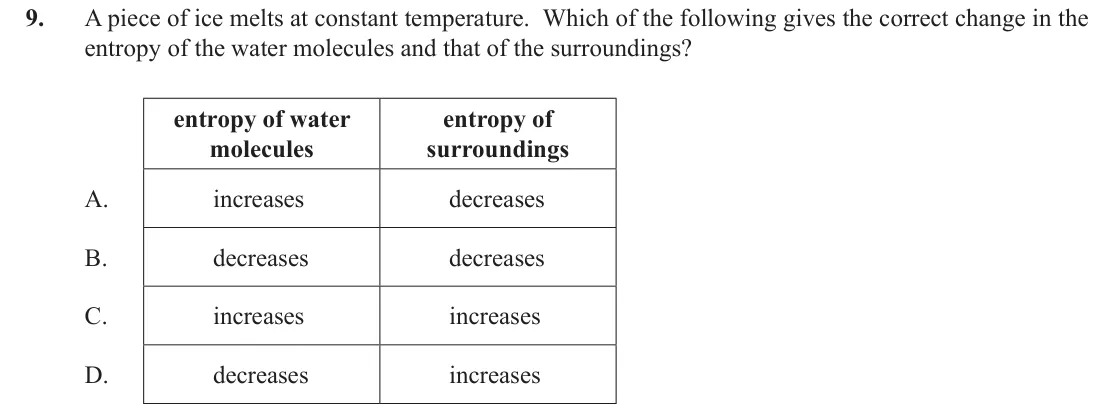 9. A piece of ice melts at constant temperature. Which of the following gives the correct change in the
entropy of the water molecules and that of the surroundings?
entropy of water molecules entropy of surroundings
A. increases decreases
B. decreases decreases
C. increases increases
D. decreases increases